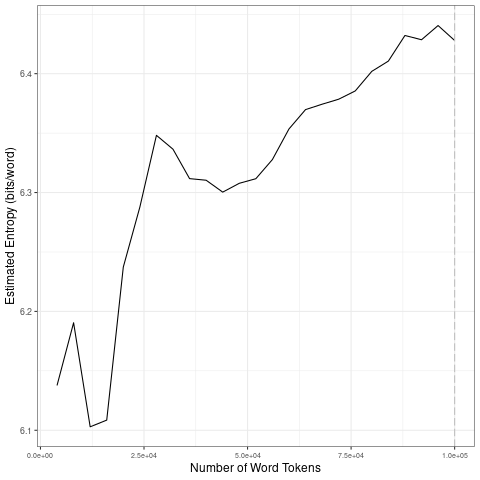 Estimated Entropy (bits/word)
6.4
6.3
6.2
6.1
0.0e+00 2.5e+04 5.0e+04 7.5e+04 1.0e+05
Number of Word Tokens